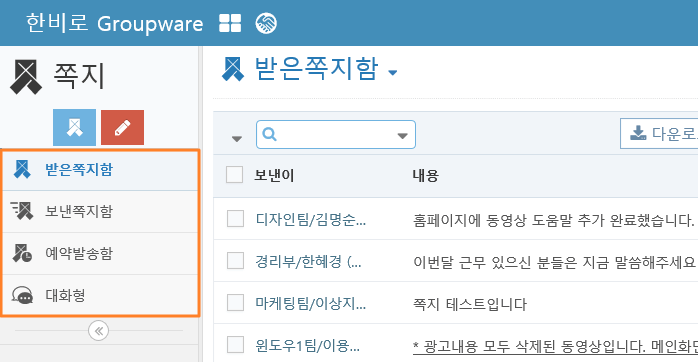 한비로 Groupware
쪽지
받은쪽지함
보낸쪽지함
예약발송함
대화형
받은쪽지함
다운로
보낸이 내용
디자인팀/김명순... 홈페이지에 동영상 도움말 추가 완료했습니다.
경리부/한혜경 (... 이번달 근무 있으신 분들은 지금 말씀해주세요
마케팅팀/이상지... 쪽지 테스트입니다
윈도우1팀/이용... * 광고내용 모두 삭제된 동영상입니다. 메인화